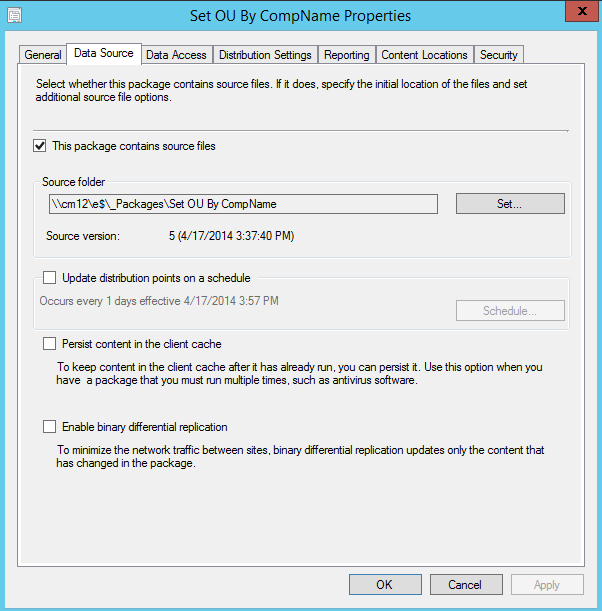 Set OU By CompName Properties
x
General
Data Source
Data Access
Distribution Settings
Reporting
Content Locations
Security
Select whether this package contains source files. If it does, specify the initial location of the files and set
additional source file options.
This package contains source files
Source folder
\\cm12\e$\_Packages\Set OU By CompName
Set...
Source version:
5 (4/17/2014 3:37:40 PM)
Update distribution points on a schedule
Occurs every 1 days effective 4/17/2014 3:57 PM
Schedule...
Persist content in the client cache
To keep content in the client cache after it has already run, you can persist it. Use this option when you
have  a package that you must run multiple times, such as antivirus software.
Enable binary differential replication
To minimize the network traffic between sites, binary differential replication updates only the content that
has changed in the package.
OK
Cancel
Apply